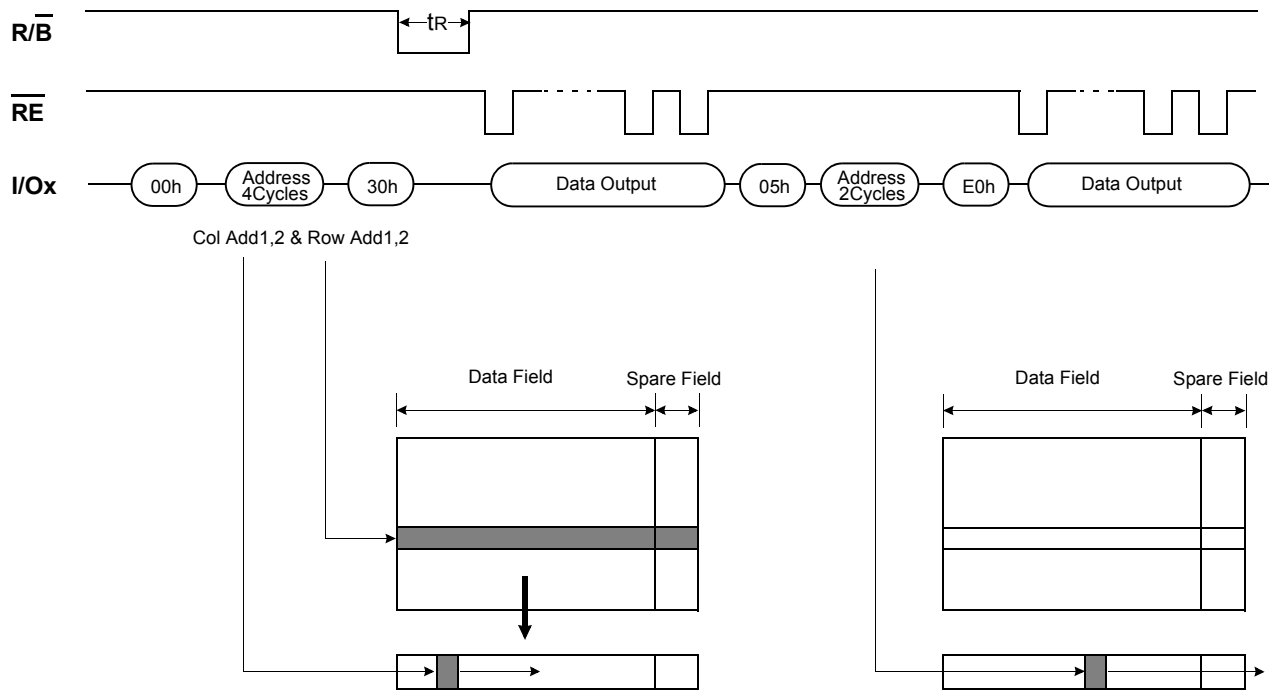 R/B
tR
RE
I/Ox
00h
Address
4Cycles
30h
Data Output
05h
Address
2Cycles
E0h
Data Output
Col Add1,2 & Row Add1,2
Data Field
Spare Field
Data Field
Spare Field